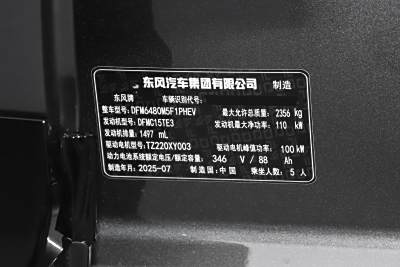 东风汽车集团有限公司 制造
东风牌 车辆识别代号:
整车型号: DFM6480M5F1PHEV 最大允许总质量: 2356 kg
发动机型号: DFMC15TE3 发动机最大净功率: 110 kW
发动机排量: 1497 mL
驱动电机型号: TZ220XY003 驱动电机峰值功率: 100 kW
动力电池系统额定电压/额定容量: 346 V / 88 Ah
制造年月: 2025-07 制造国: 中国 乘坐人数: 5 人